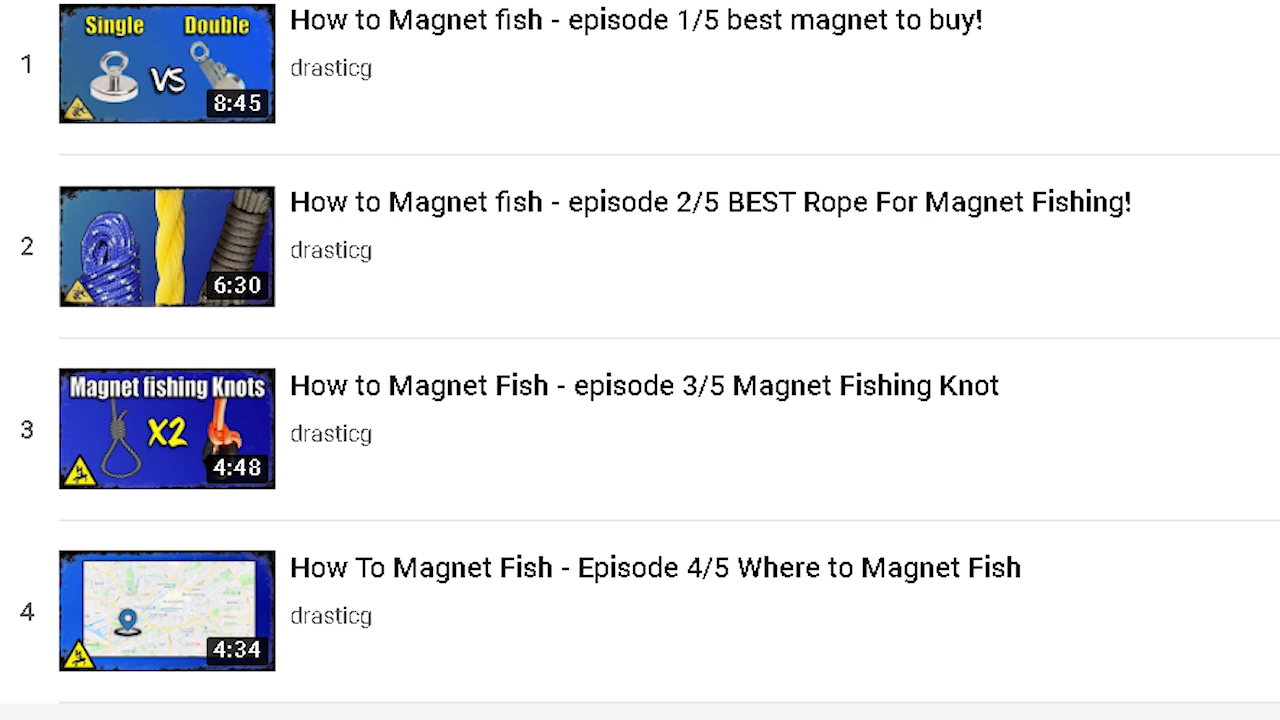 1
Single Double
VS
8:45
How to Magnet fish - episode 1/5 best magnet to buy!
drasticg
2
6:30
How to Magnet fish - episode 2/5 BEST Rope For Magnet Fishing!
drasticg
3
Magnet fishing Knots
X2
4:48
How to Magnet Fish - episode 3/5 Magnet Fishing Knot
drasticg
4
4:34
How To Magnet Fish - Episode 4/5 Where to Magnet Fish
drasticg